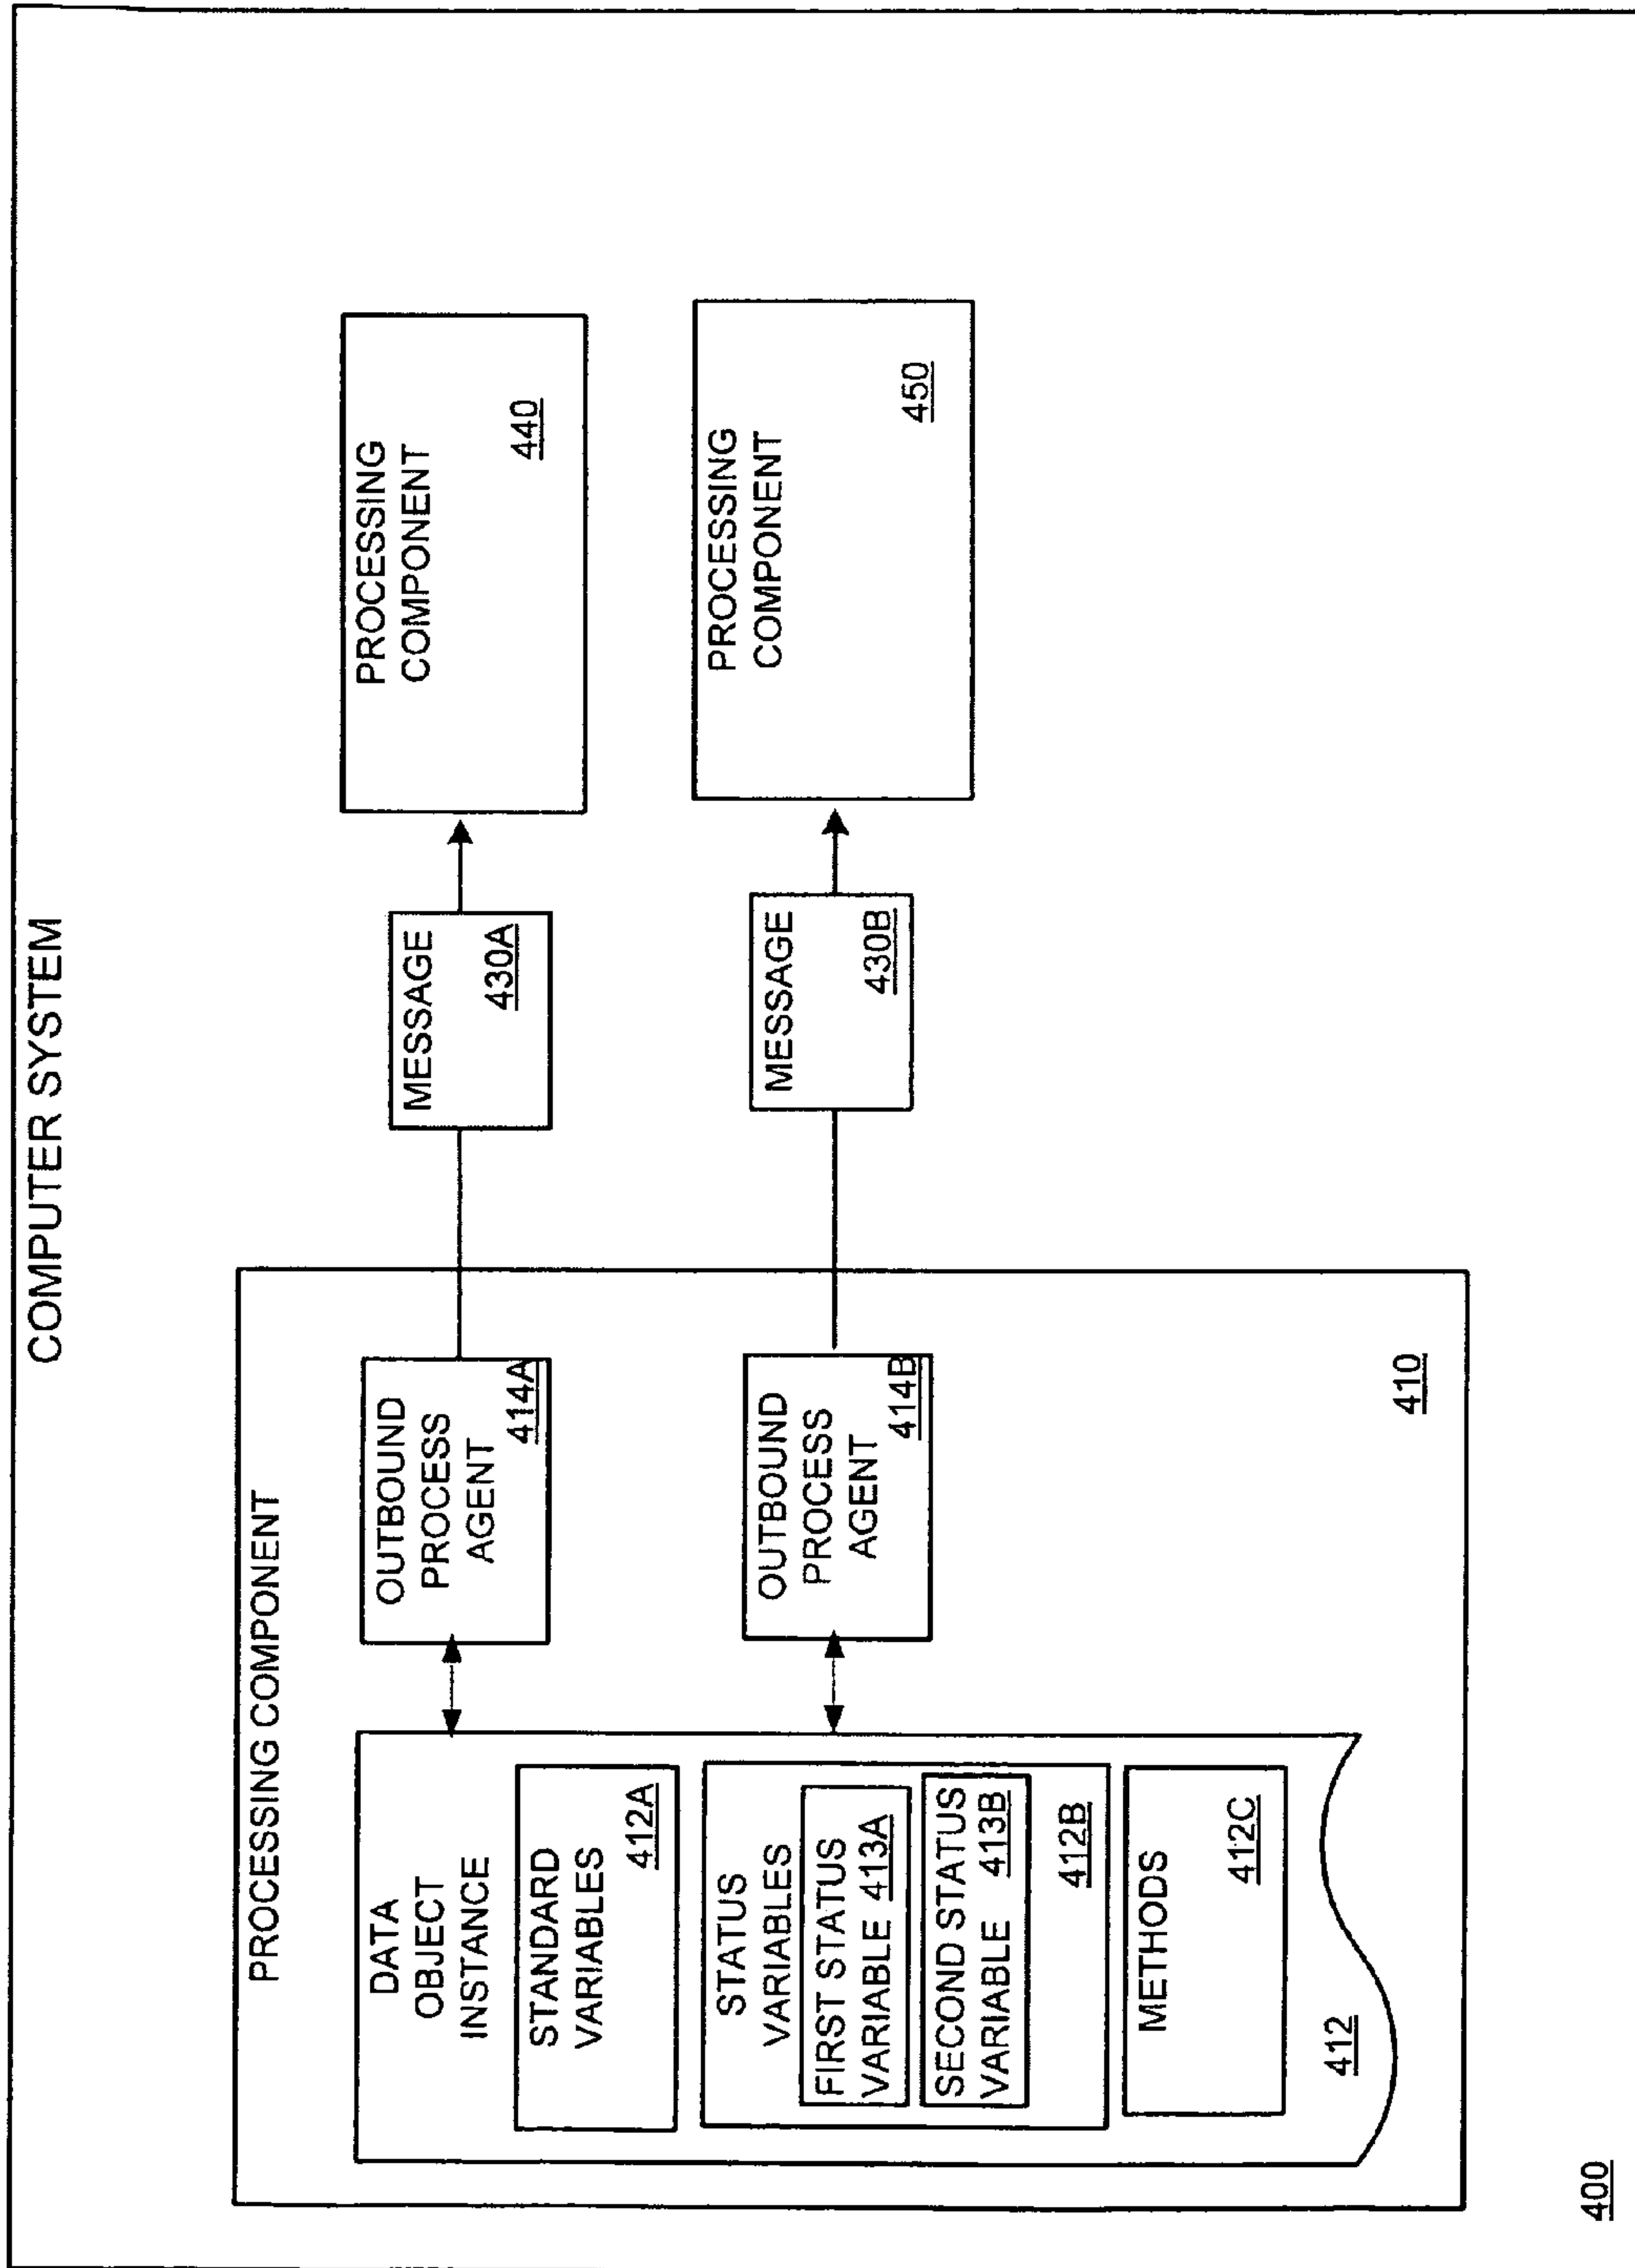 COMPUTER SYSTEM
PROCESSING COMPONENT
DATA
OBJECT
INSTANCE
STANDARD
VARIABLES
412A
STATUS
VARIABLES
FIRST STATUS
VARIABLE 413A
SECOND STATUS
VARIABLE 413B
412B
METHODS
412C
412
OUTBOUND
PROCESS
AGENT
414A
OUTBOUND
PROCESS
AGENT
414B
410
MESSAGE
430A
MESSAGE
430B
PROCESSING
COMPONENT
440
PROCESSING
COMPONENT
450
400